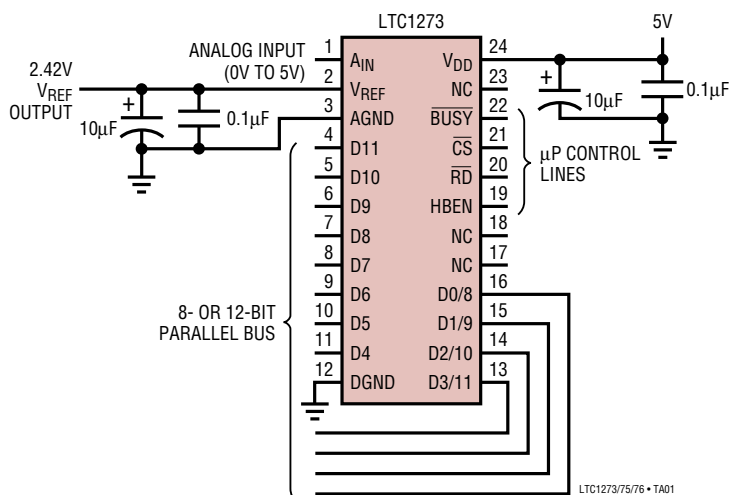 LTC1273
5V
ANALOG INPUT
(0V TO 5V)
2.42V
VREF
OUTPUT
+
10μF
0.1μF
1
2
3
4
5
6
7
8
9
10
11
12
AIN
VREF
AGND
D11
D10
D9
D8
D7
D6
D5
D4
DGND
VDD
NC
BUSY
CS
RD
HBEN
NC
NC
D0/8
D1/9
D2/10
D3/11
24
23
22
21
20
19
18
17
16
15
14
13
+
10μF
0.1μF
μP CONTROL
LINES
8- OR 12-BIT
PARALLEL BUS
LTC1273/75/76 • TA01